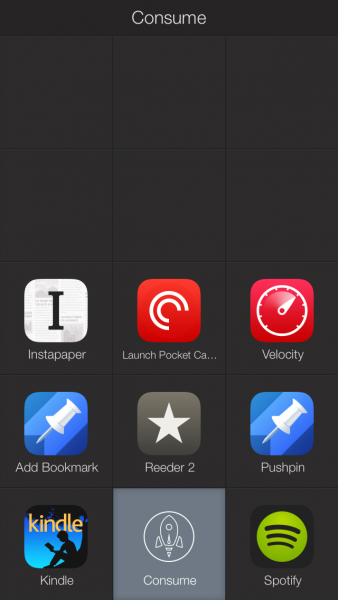 Consume
I
Instapaper
Launch Pocket Ca...
Velocity
Add Bookmark
Reeder 2
Pushpin
kindle
Kindle
Consume
Spotify